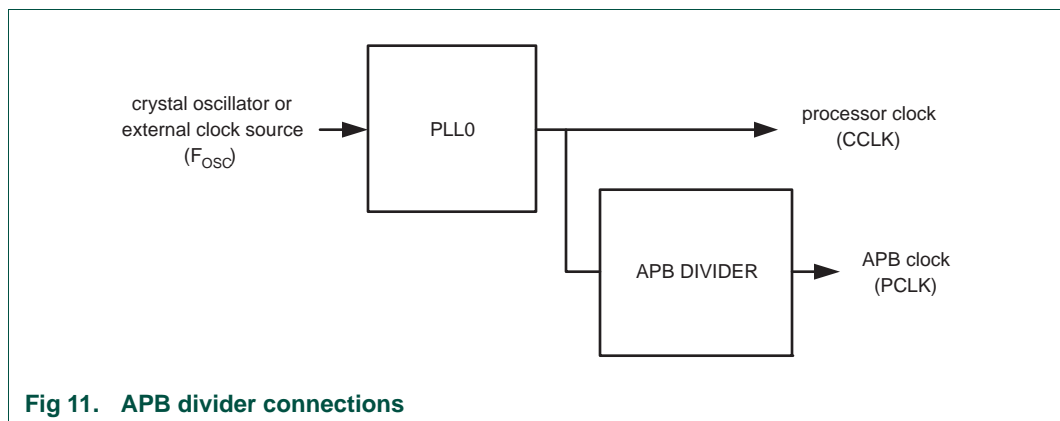 crystal oscillator or
external clock source
(FOSC)
PLL0
processor clock
(CCLK)
APB DIVIDER
APB clock
(PCLK)
Fig 11. APB divider connections